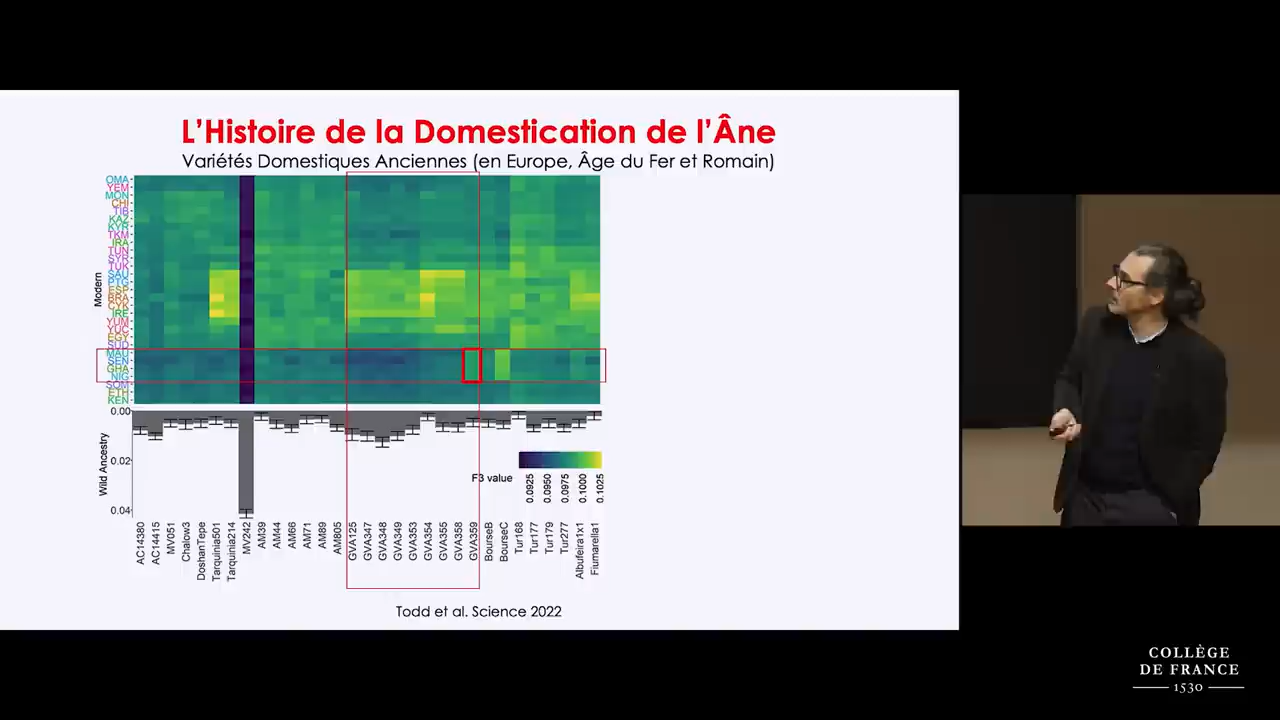 L'Histoire de la Domestication de l'Âne
Variétés Domestiques Anciennes (en Europe, Âge du Fer et Romain)
Modern
OMA
YEM
MON
CHI
TIB
KAZ
KYR
TKM
IRA
TUN
SYR
TUK
SAU
PTG
ESP
BRA
CYK
IRE
YUM
YUC
EGY
SUD
MAU
SEN
GHA
NIG
SOM
ETH
KEN
Wild Ancestry
0.00
0.02
0.04
F3 value
0.0925
0.0950
0.0975
0.1000
0.1025
AC14380
AC14415
MV051
Chalow3
DoshanTepe
Tarquinia501
Tarquinia214
MV242
AM39
AM44
AM66
AM71
AM89
AM805
GVA125
GVA347
GVA348
GVA349
GVA353
GVA354
GVA355
GVA358
GVA359
BourseB
BourseC
Tur168
Tur177
Tur179
Tur277
Albufeira1x1
Fiumarella1
Todd et al. Science 2022
COLLÈGE
DE FRANCE
1530